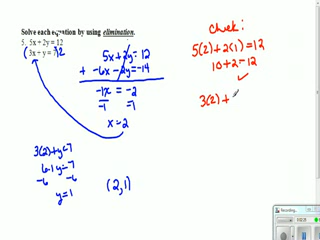 Solve each equation by using elimination.
5. 5x + 2y = 12
(3x − y = 7)2
5x + 2y = 12
+ -6x - 2y = -14
-1x = -2
-1 -1
x = 2
3(2) + y = 7
6 + y = 7
-6 -6
y = 1
(2,1)
Check:
5(2) + 2(1) = 12
10 + 2 = 12
✓
3(2) +